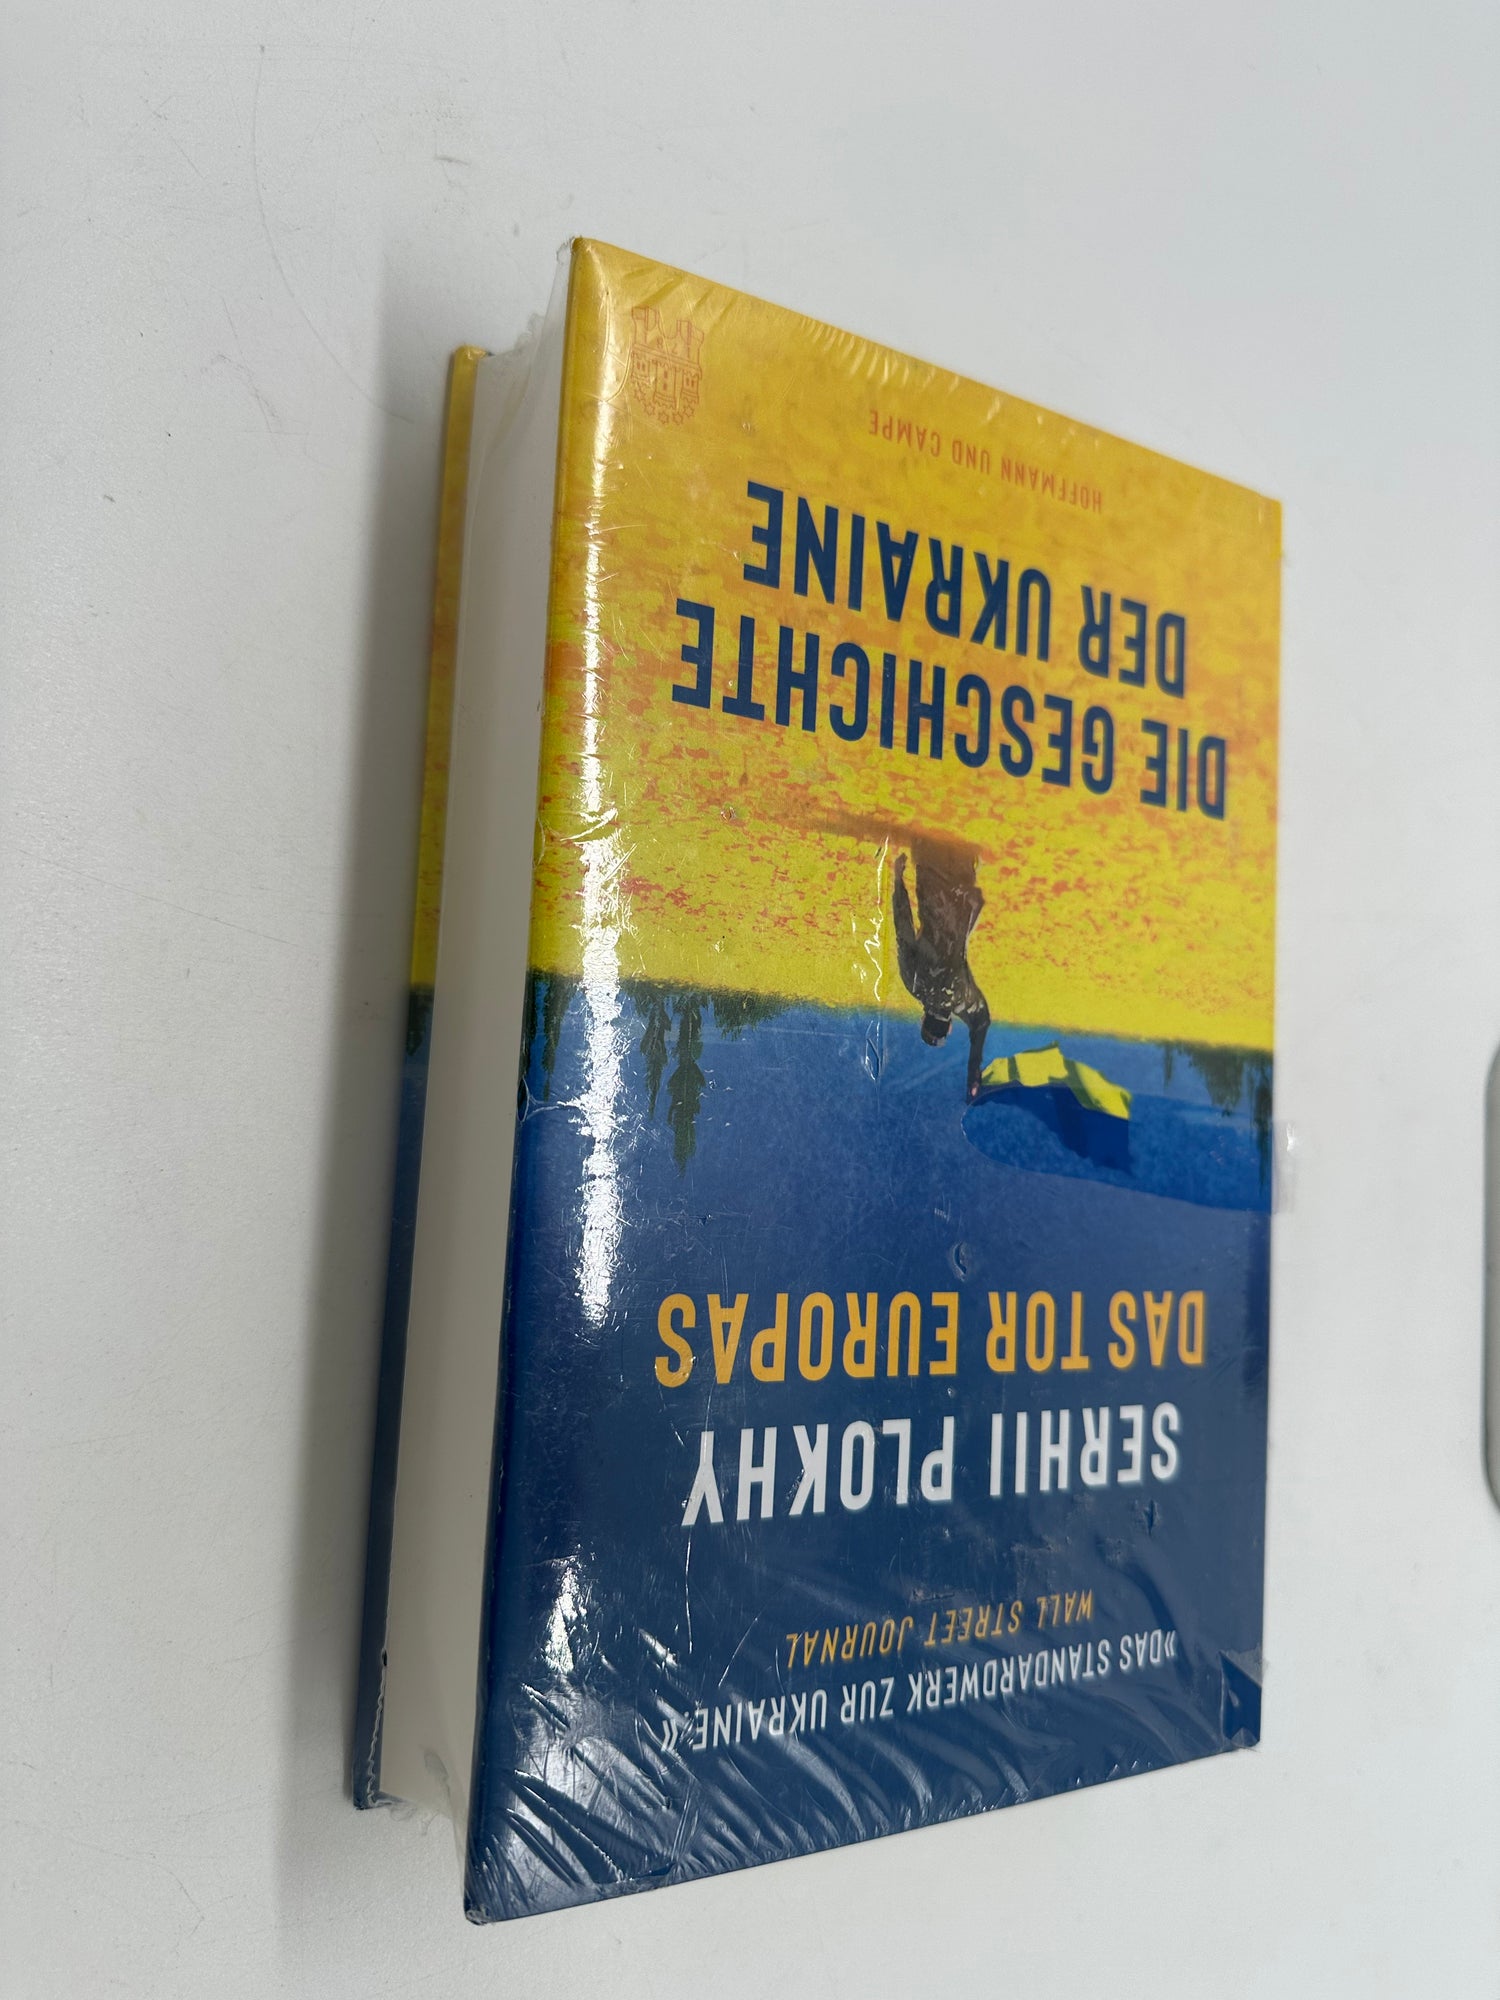 »DAS STANDARDWERK ZUR UKRAINE.«
WALL STREET JOURNAL
SERHII PLOKHY
DAS TOR EUROPAS
DIE GESCHICHTE
DER UKRAINE
HOFFMANN UND CAMPE